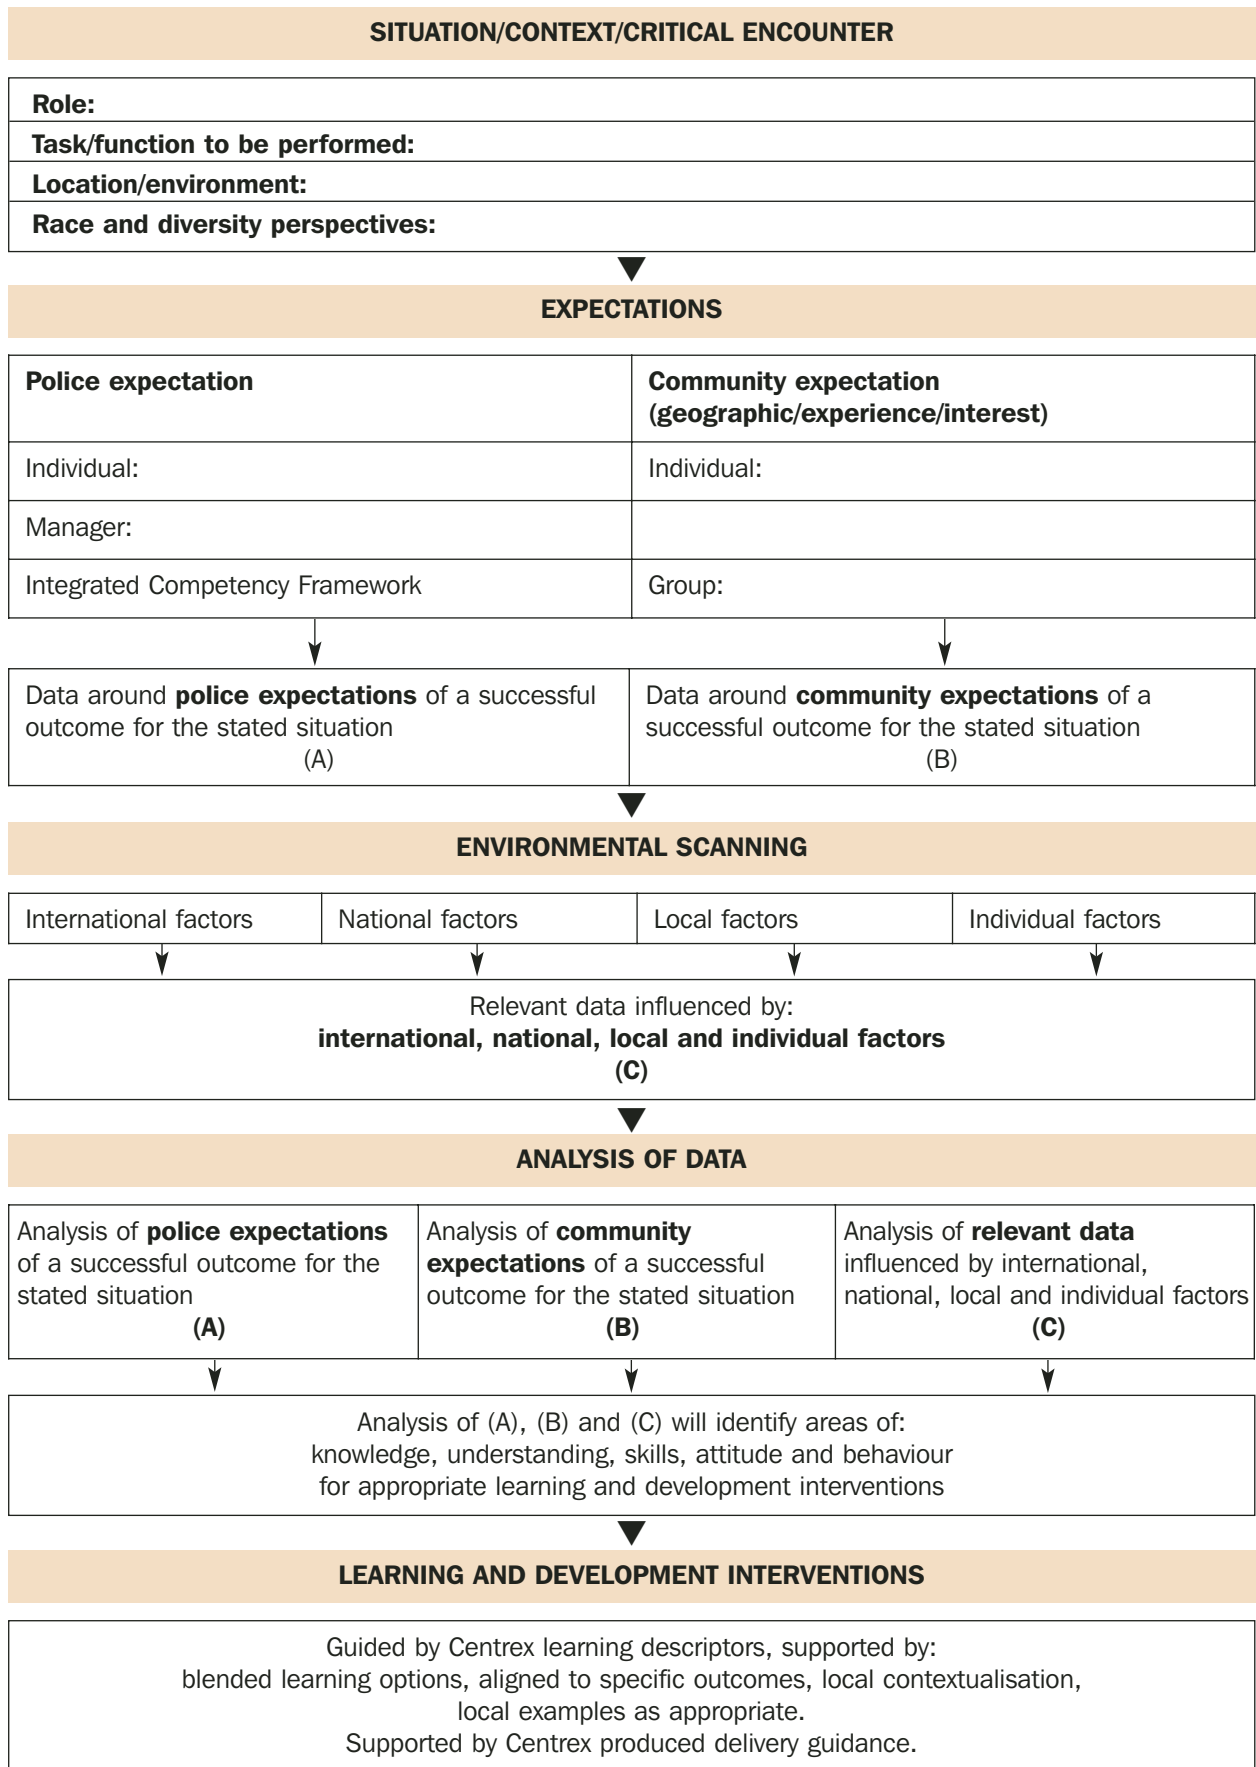 SITUATION/CONTEXT/CRITICAL ENCOUNTER
Role:
Task/function to be performed:
Location/environment:
Race and diversity perspectives:
EXPECTATIONS
Police expectation
Community expectation
(geographic/experience/interest)
Individual:
Individual:
Manager:
Integrated Competency Framework
Group:
Data around police expectations of a successful
outcome for the stated situation
(A)
Data around community expectations of a
successful outcome for the stated situation
(B)
ENVIRONMENTAL SCANNING
International factors
National factors
Local factors
Individual factors
Relevant data influenced by:
international, national, local and individual factors
(C)
ANALYSIS OF DATA
Analysis of police expectations
of a successful outcome for the
stated situation
(A)
Analysis of community
expectations of a successful
outcome for the stated situation
(B)
Analysis of relevant data
influenced by international,
national, local and individual factors
(C)
Analysis of (A), (B) and (C) will identify areas of:
knowledge, understanding, skills, attitude and behaviour
for appropriate learning and development interventions
LEARNING AND DEVELOPMENT INTERVENTIONS
Guided by Centrex learning descriptors, supported by:
blended learning options, aligned to specific outcomes, local contextualisation,
local examples as appropriate.
Supported by Centrex produced delivery guidance.